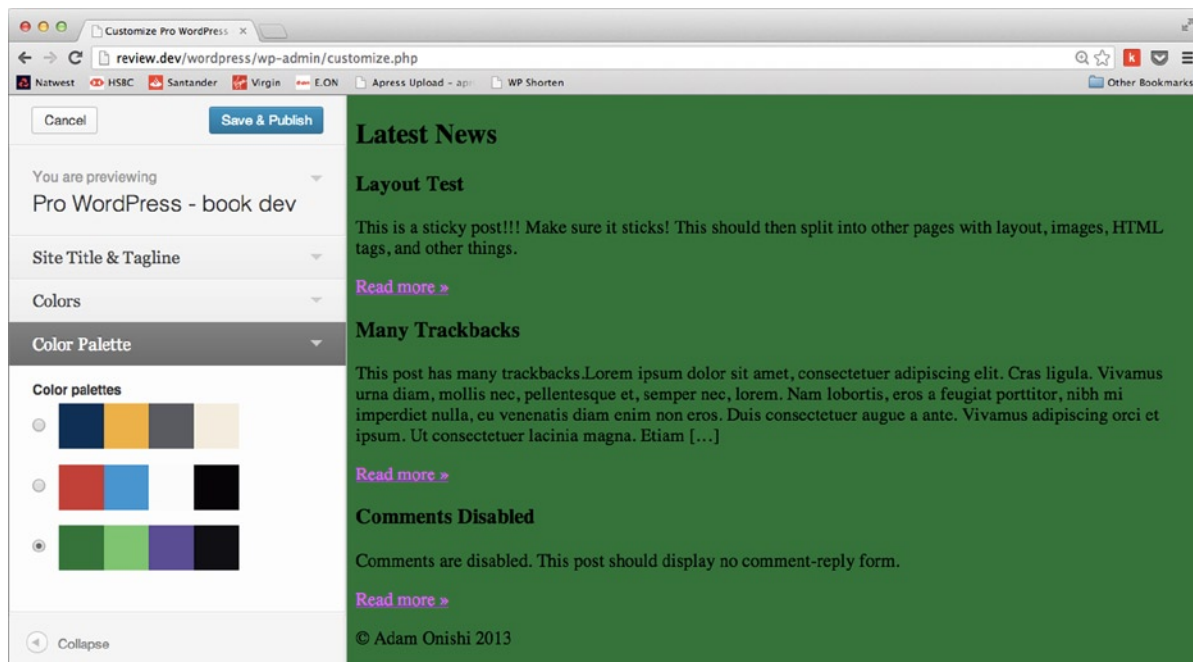 Customize Pro WordPress
review.dev/wordpress/wp-admin/customize.php
k
Natwest
HSBC
Santander
Virgin
E.ON
Apress Upload - apr
WP Shorten
Other Bookmarks
Cancel
Save & Publish
You are previewing
Pro WordPress - book dev
Site Title & Tagline
Colors
Color Palette
Color palettes
Collapse
Latest News
Layout Test
This is a sticky post!!! Make sure it sticks! This should then split into other pages with layout, images, HTML
tags, and other things.
Read more »
Many Trackbacks
This post has many trackbacks.Lorem ipsum dolor sit amet, consectetuer adipiscing elit. Cras ligula. Vivamus
urna diam, mollis nec, pellentesque et, semper nec, lorem. Nam lobortis, eros a feugiat porttitor, nibh mi
imperdiet nulla, eu venenatis diam enim non eros. Duis consectetuer augue a ante. Vivamus adipiscing orci et
ipsum. Ut consectetuer lacinia magna. Etiam […]
Read more »
Comments Disabled
Comments are disabled. This post should display no comment-reply form.
Read more »
© Adam Onishi 2013